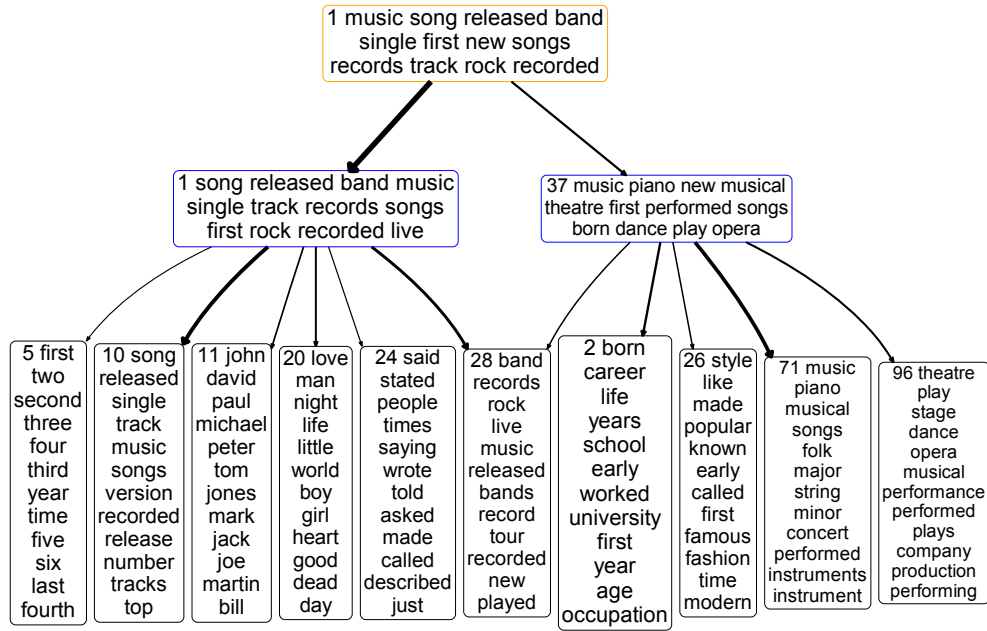 1 music song released band
single first new songs
records track rock recorded
1 song released band music
single track records songs
first rock recorded live
37 music piano new musical
theatre first performed songs
born dance play opera
5 first
two
second
three
four
third
year
time
five
six
last
fourth
10 song
released
single
track
music
songs
version
recorded
release
number
tracks
top
11 john
david
paul
michael
peter
tom
jones
mark
jack
joe
martin
bill
20 love
man
night
life
little
world
boy
girl
heart
good
dead
day
24 said
stated
people
times
saying
wrote
told
asked
made
called
described
just
28 band
records
rock
live
music
released
bands
record
tour
recorded
new
played
2 born
career
life
years
school
early
worked
university
first
year
age
occupation
26 style
like
made
popular
known
early
called
first
famous
fashion
time
modern
71 music
piano
musical
songs
folk
major
string
minor
concert
performed
instruments
instrument
96 theatre
play
stage
dance
opera
musical
performance
performed
plays
company
production
performing